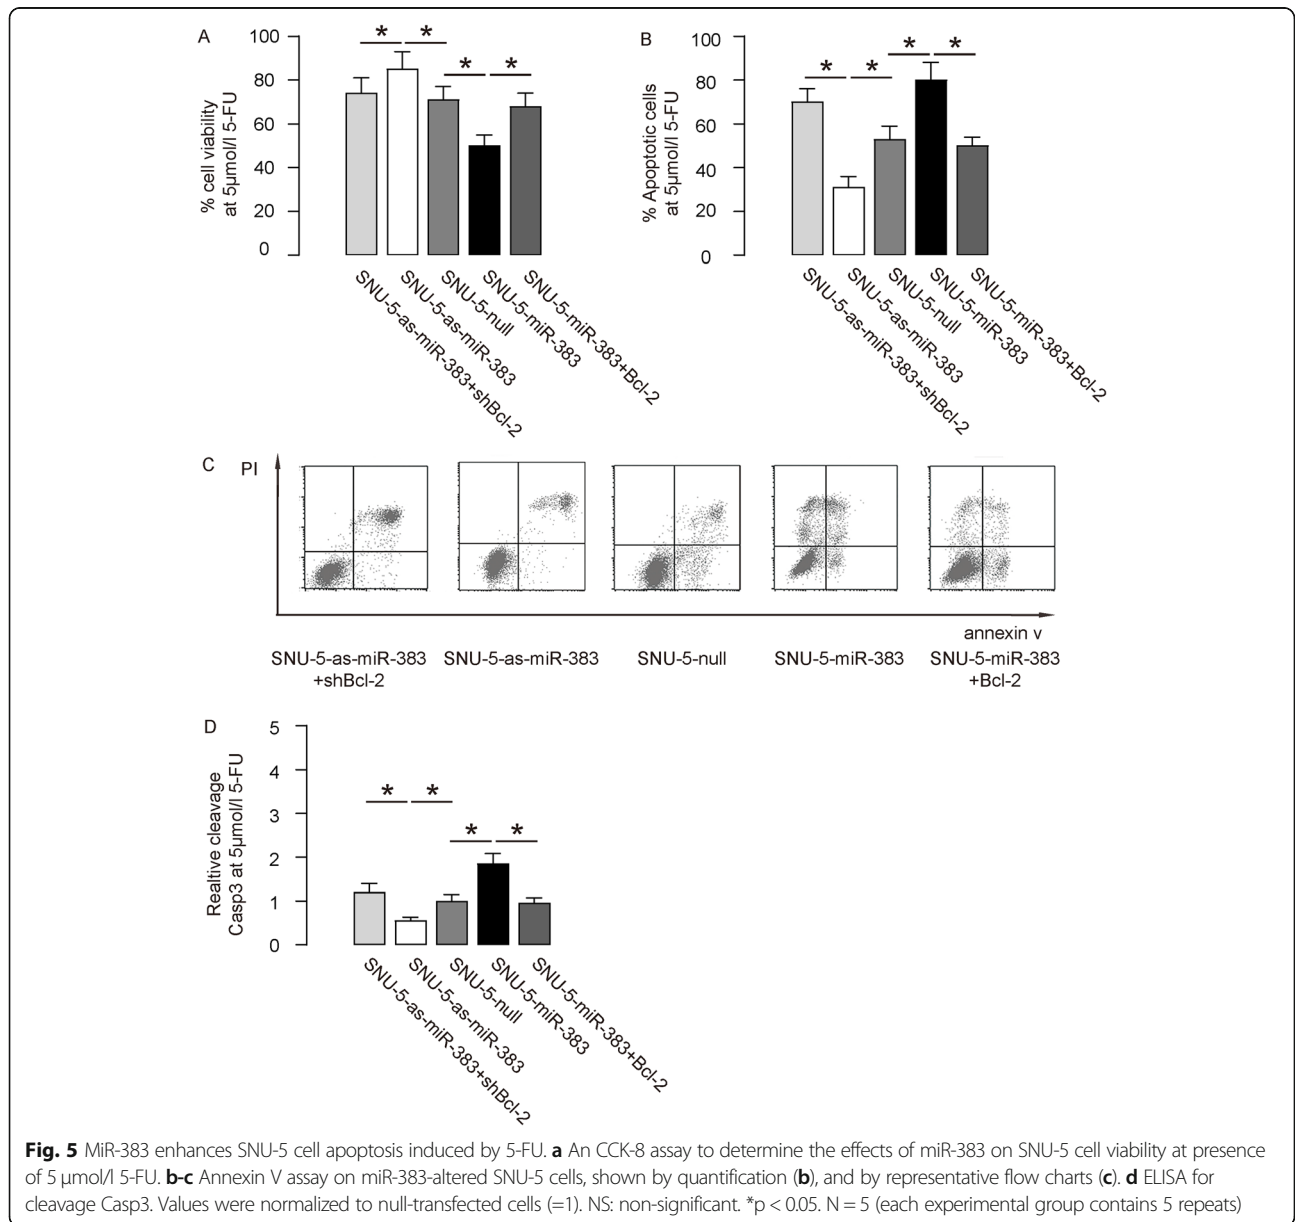 A
100
80
60
40
20
0
% cell viability
at 5μmol/l 5-FU
*
*
*
*
SNU-5-as-miR-383+shBcl-2
SNU-5-as-miR-383
SNU-5-null
SNU-5-miR-383
SNU-5-miR-383+Bcl-2
B
100
80
60
40
20
0
% Apoptotic cells
at 5μmol/l 5-FU
*
*
*
*
SNU-5-as-miR-383+shBcl-2
SNU-5-as-miR-383
SNU-5-null
SNU-5-miR-383
SNU-5-miR-383+Bcl-2
C
PI
annexin v
SNU-5-as-miR-383
+shBcl-2
SNU-5-as-miR-383
SNU-5-null
SNU-5-miR-383
SNU-5-miR-383
+Bcl-2
D
5
4
3
2
1
0
Realtive cleavage
Casp3 at 5μmol/l 5-FU
*
*
*
*
SNU-5-as-miR-383+shBcl-2
SNU-5-as-miR-383
SNU-5-null
SNU-5-miR-383
SNU-5-miR-383+Bcl-2
Fig. 5 MiR-383 enhances SNU-5 cell apoptosis induced by 5-FU. a An CCK-8 assay to determine the effects of miR-383 on SNU-5 cell viability at presence
of 5 μmol/l 5-FU. b-c Annexin V assay on miR-383-altered SNU-5 cells, shown by quantification (b), and by representative flow charts (c). d ELISA for
cleavage Casp3. Values were normalized to null-transfected cells (=1). NS: non-significant. *p < 0.05. N = 5 (each experimental group contains 5 repeats)